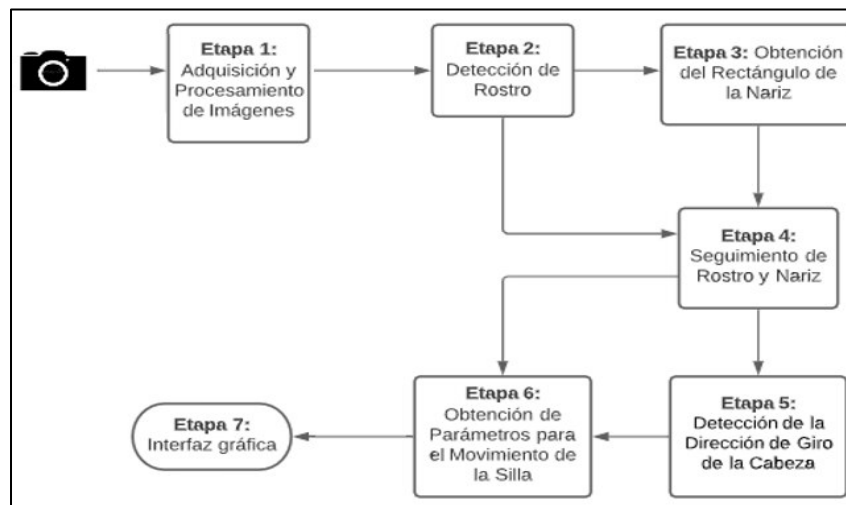 Etapa 1:
Adquisición y
Procesamiento
de Imágenes
Etapa 2:
Detección de
Rostro
Etapa 3: Obtención
del Rectángulo de
la Nariz
Etapa 4:
Seguimiento de
Rostro y Nariz
Etapa 5:
Detección de la
Dirección de Giro
de la Cabeza
Etapa 6:
Obtención de
Parámetros para
el Movimiento de
la Silla
Etapa 7:
Interfaz gráfica